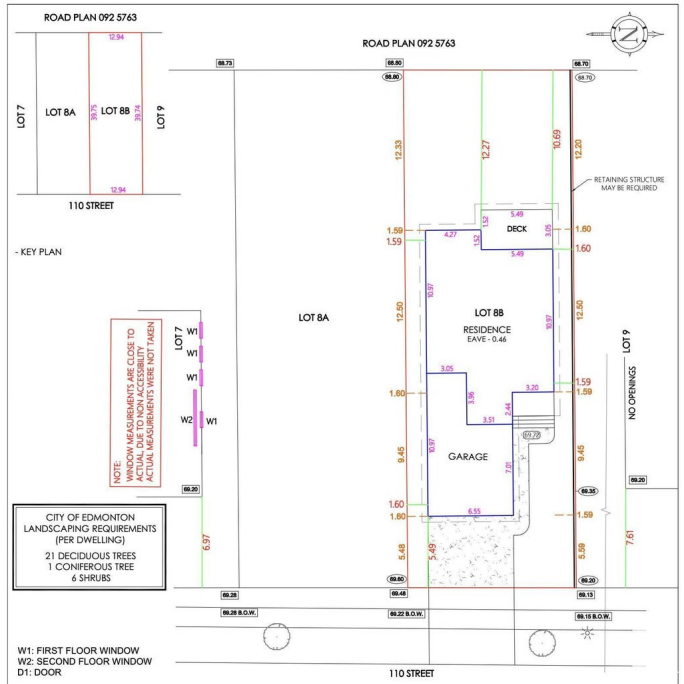 ROAD PLAN 092 5763
12.94
LOT 7
LOT 8A
39.75
LOT 8B
39.74
LOT 9
12.94
110 STREET
- KEY PLAN
ROAD PLAN 092 5763
N
68.73
68.80
68.80
68.70
68.70
12.33
12.27
10.69
12.20
RETAINING STRUCTURE
MAY BE REQUIRED
5.49
1.52
DECK
3.05
1.59
1.59
4.27
1.52
5.49
1.60
1.60
10.97
12.50
LOT 8A
LOT 8B
RESIDENCE
EAVE - 0.46
10.97
12.50
LOT 9
NO OPENINGS
LOT 7
W1
W1
W1
W2
W1
NOTE:
WINDOW MEASUREMENTS ARE CLOSE TO
ACTUAL, DUE TO NON ACCESSIBILITY
ACTUAL MEASUREMENTS WERE NOT TAKEN
3.05
3.96
3.20
1.59
1.59
1.60
2.44
3.51
9.45
10.97
GARAGE
7.01
9.45
69.20
69.20
69.35
1.60
1.60
6.55
1.59
CITY OF EDMONTON
LANDSCAPING REQUIREMENTS
(PER DWELLING)
21 DECIDUOUS TREES
1 CONIFEROUS TREE
6 SHRUBS
6.97
5.48
5.49
5.59
7.61
69.60
69.20
69.28
69.48
69.13
69.28 B.O.W.
69.22 B.O.W.
69.15 B.O.W.
W1: FIRST FLOOR WINDOW
W2: SECOND FLOOR WINDOW
D1: DOOR
110 STREET